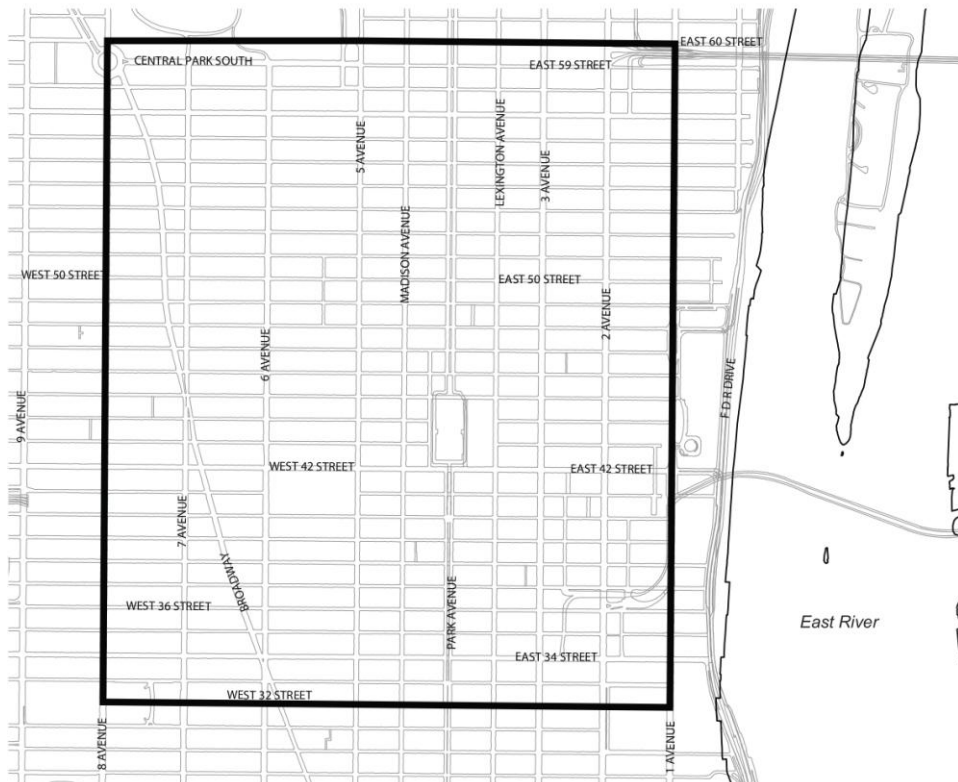 EAST 60 STREET
CENTRAL PARK SOUTH
EAST 59 STREET
5 AVENUE
LEXINGTON AVENUE
3 AVENUE
MADISON AVENUE
WEST 50 STREET
EAST 50 STREET
2 AVENUE
6 AVENUE
F D R DRIVE
9 AVENUE
WEST 42 STREET
EAST 42 STREET
7 AVENUE
BROADWAY
WEST 36 STREET
PARK AVENUE
East River
EAST 34 STREET
WEST 32 STREET
8 AVENUE
1 AVENUE